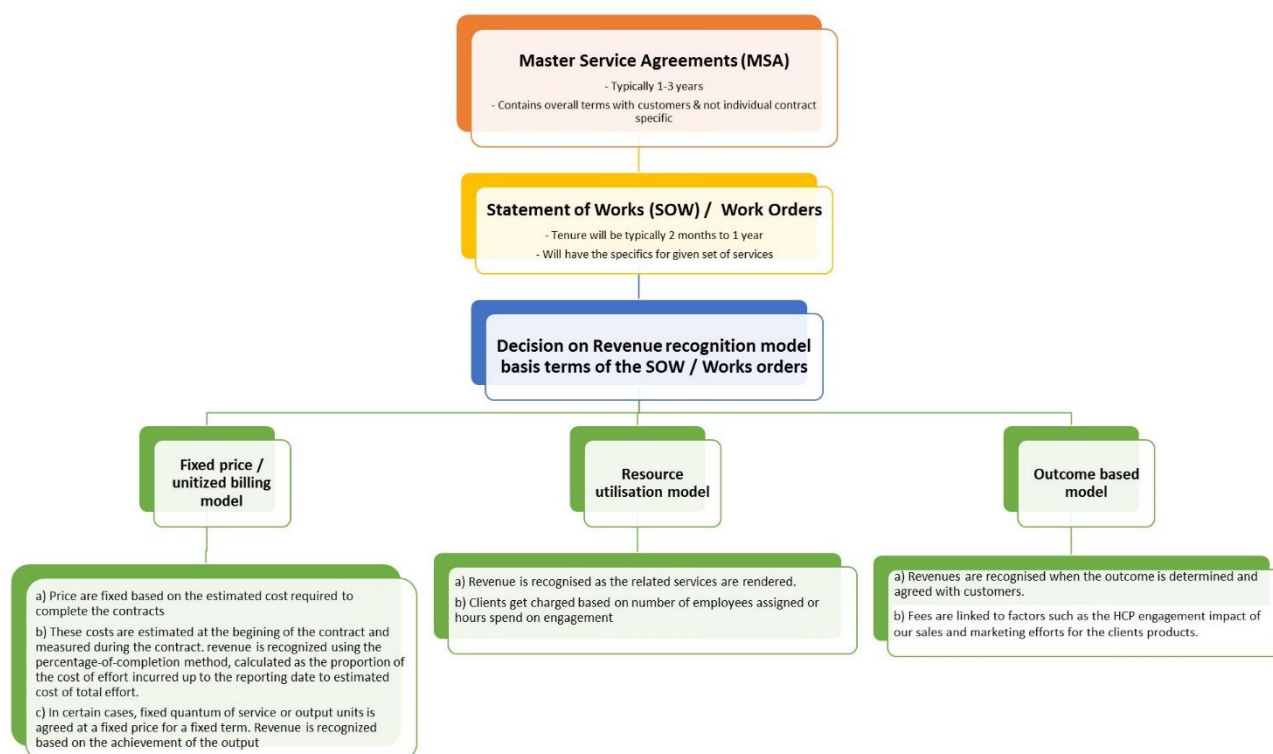 Master Service Agreements (MSA)
- Typically 1-3 years
- Contains overall terms with customers & not individual contract
specific
Statement of Works (SOW) / Work Orders
- Tenure will be typically 2 months to 1 year
- Will have the specifics for given set of services
Decision on Revenue recognition model
basis terms of the SOW / Works orders
Fixed price /
unitized billing
model
a) Price are fixed based on the estimated cost required to
complete the contracts
b) These costs are estimated at the begining of the contract and
measured during the contract. revenue is recognized using the
percentage-of-completion method, calculated as the proportion of
the cost of effort incurred up to the reporting date to estimated
cost of total effort.
c) In certain cases, fixed quantum of service or output units is
agreed at a fixed price for a fixed term. Revenue is recognized
based on the achievement of the output
Resource
utilisation model
a) Revenue is recognised as the related services are rendered.
b) Clients get charged based on number of employees assigned or
hours spend on engagement
Outcome based
model
a) Revenues are recognised when the outcome is determined and
agreed with customers.
b) Fees are linked to factors such as the HCP engagement impact of
our sales and marketing efforts for the clients products.